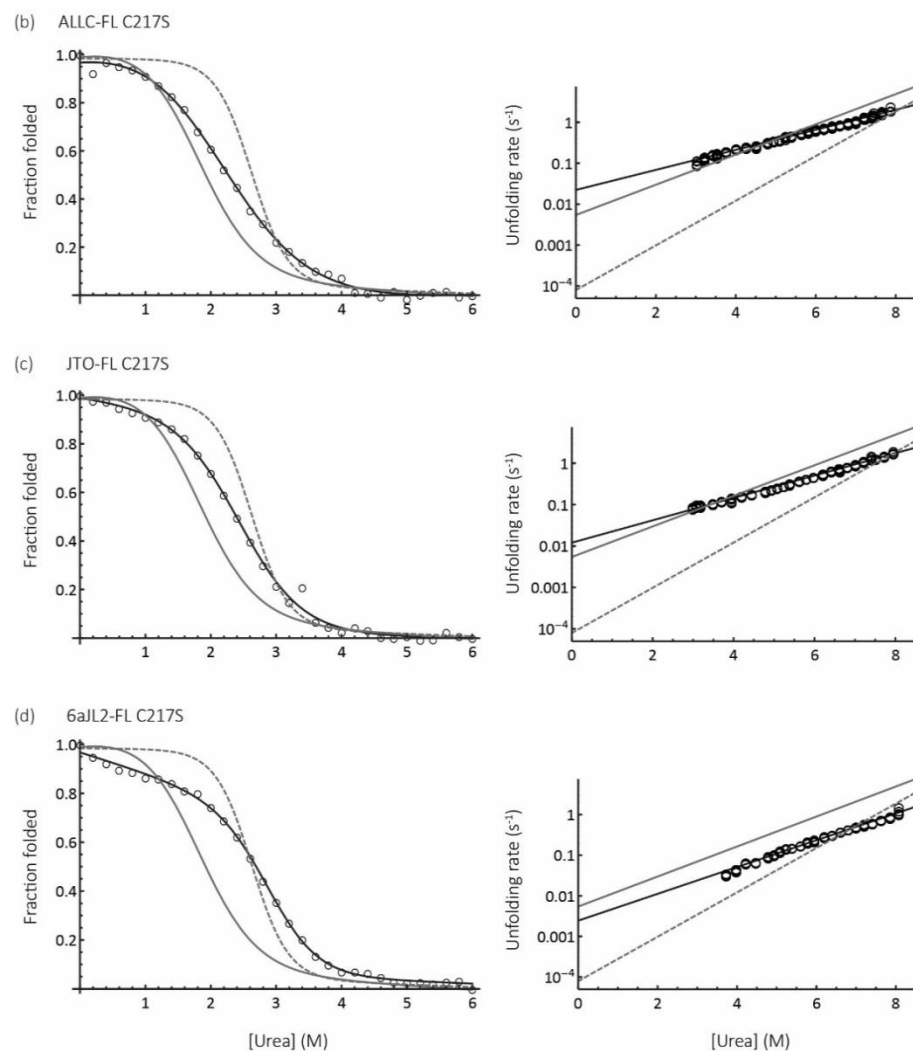 (b) ALLC-FL C217S
1.0
0.8
0.6
0.4
0.2
Fraction folded
1 2 3 4 5 6
Unfolding rate (s⁻¹)
1
0.1
0.01
0.001
10⁻⁴
0 2 4 6 8
(c) JTO-FL C217S
1.0
0.8
0.6
0.4
0.2
Fraction folded
1 2 3 4 5 6
Unfolding rate (s⁻¹)
1
0.1
0.01
0.001
10⁻⁴
0 2 4 6 8
(d) 6aJL2-FL C217S
1.0
0.8
0.6
0.4
0.2
Fraction folded
1 2 3 4 5 6
[Urea] (M)
Unfolding rate (s⁻¹)
1
0.1
0.01
0.001
10⁻⁴
0 2 4 6 8
[Urea] (M)